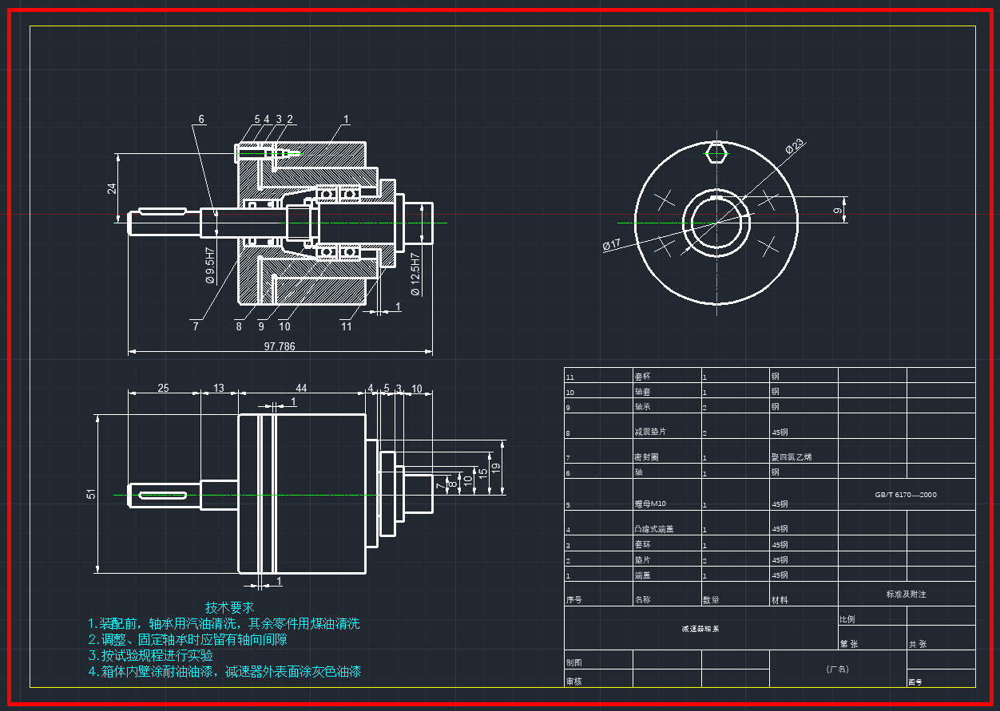 6
5 4 3 2
1
24
Ø 9.5H7
Ø 12.5H7
1
7
8
9
10
11
97.786
Ø23
Ø17
9
25
13
44
4
5
3
10
1
51
7
8
10
15
19
1
技术要求
1.装配前，轴承用汽油清洗，其余零件用煤油清洗
2.调整、固定轴承时应留有轴向间隙
3.按试验规程进行实验
4.箱体内壁涂耐油油漆，减速器外表面涂灰色油漆
11 套杯 1 钢
10 轴套 1 钢
9 轴承 2 钢
8 减震垫片 2 45钢
7 密封圈 1 聚四氯乙烯
6 轴 1 钢
5 螺母M10 1 45钢 GB/T 6170—2000
4 凸缘式端盖 1 45钢
3 套环 1 45钢
2 垫片 1 45钢
1 端盖 1 45钢
序号 名称 数量 材料 标准及附注
减速器轴系
比例
第 张 共 张
制图
(厂名)
审核
图号